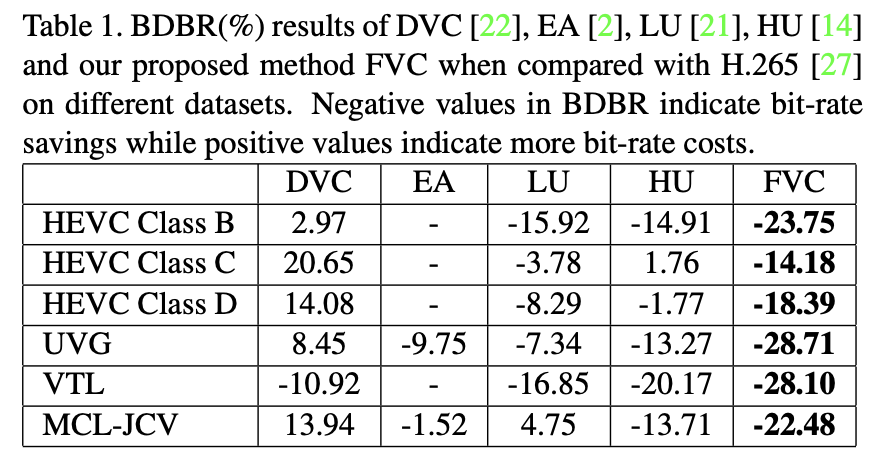 Table 1. BDBR(%) results of DVC [22], EA [2], LU [21], HU [14]
and our proposed method FVC when compared with H.265 [27]
on different datasets. Negative values in BDBR indicate bit-rate
savings while positive values indicate more bit-rate costs.
DVC EA LU HU FVC
HEVC Class B 2.97 - -15.92 -14.91 -23.75
HEVC Class C 20.65 - -3.78 1.76 -14.18
HEVC Class D 14.08 - -8.29 -1.77 -18.39
UVG 8.45 -9.75 -7.34 -13.27 -28.71
VTL -10.92 - -16.85 -20.17 -28.10
MCL-JCV 13.94 -1.52 4.75 -13.71 -22.48